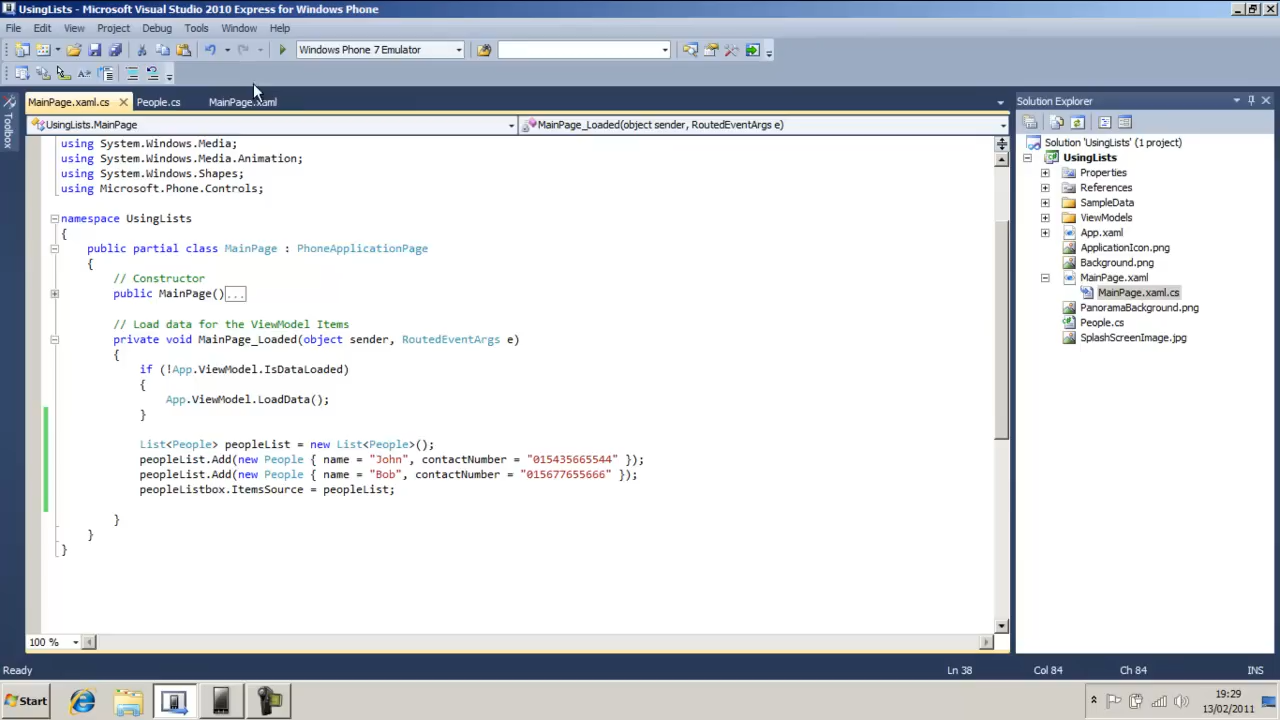 UsingLists - Microsoft Visual Studio 2010 Express for Windows Phone
File Edit View Project Debug Tools Window Help
Windows Phone 7 Emulator
MainPage.xaml.cs People.cs MainPage.xaml
Solution Explorer
UsingLists.MainPage MainPage_Loaded(object sender, RoutedEventArgs e)
Toolbox
using System.Windows.Media;
using System.Windows.Media.Animation;
using System.Windows.Shapes;
using Microsoft.Phone.Controls;
namespace UsingLists
{
public partial class MainPage : PhoneApplicationPage
{
// Constructor
public MainPage()...
// Load data for the ViewModel Items
private void MainPage_Loaded(object sender, RoutedEventArgs e)
{
if (!App.ViewModel.IsDataLoaded)
{
App.ViewModel.LoadData();
}
List<People> peopleList = new List<People>();
peopleList.Add(new People { name = "John", contactNumber = "015435665544" });
peopleList.Add(new People { name = "Bob", contactNumber = "015677655666" });
peopleListbox.ItemsSource = peopleList;
}
}
}
Solution 'UsingLists' (1 project)
UsingLists
Properties
References
SampleData
ViewModels
App.xaml
ApplicationIcon.png
Background.png
MainPage.xaml
MainPage.xaml.cs
PanoramaBackground.png
People.cs
SplashScreenImage.jpg
100 %
Ready Ln 38 Col 84 Ch 84 INS
Start
19:29
13/02/2011